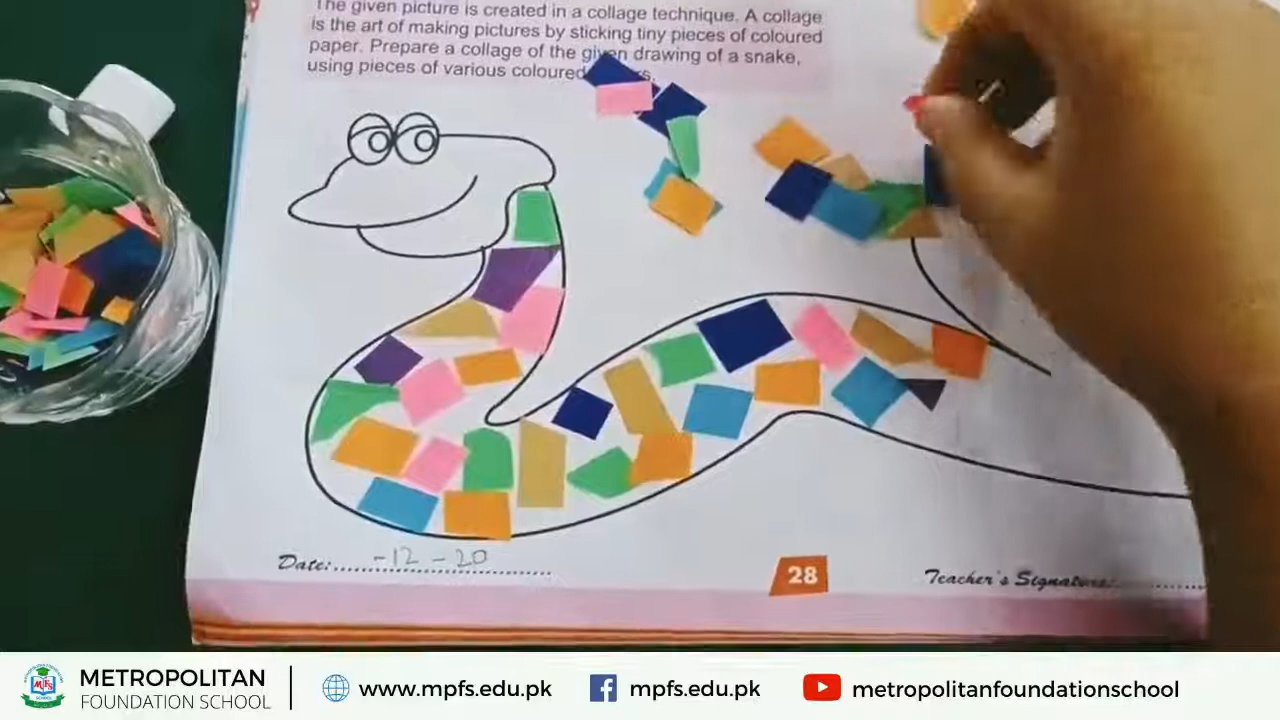 The given picture is created in a collage technique. A collage
is the art of making pictures by sticking tiny pieces of coloured
paper. Prepare a collage of the given drawing of a snake,
using pieces of various coloured
Date: -12 - 20
28
Teacher's Signature:
METROPOLITAN
FOUNDATION SCHOOL
www.mpfs.edu.pk
mpfs.edu.pk
metropolitanfoundationschool